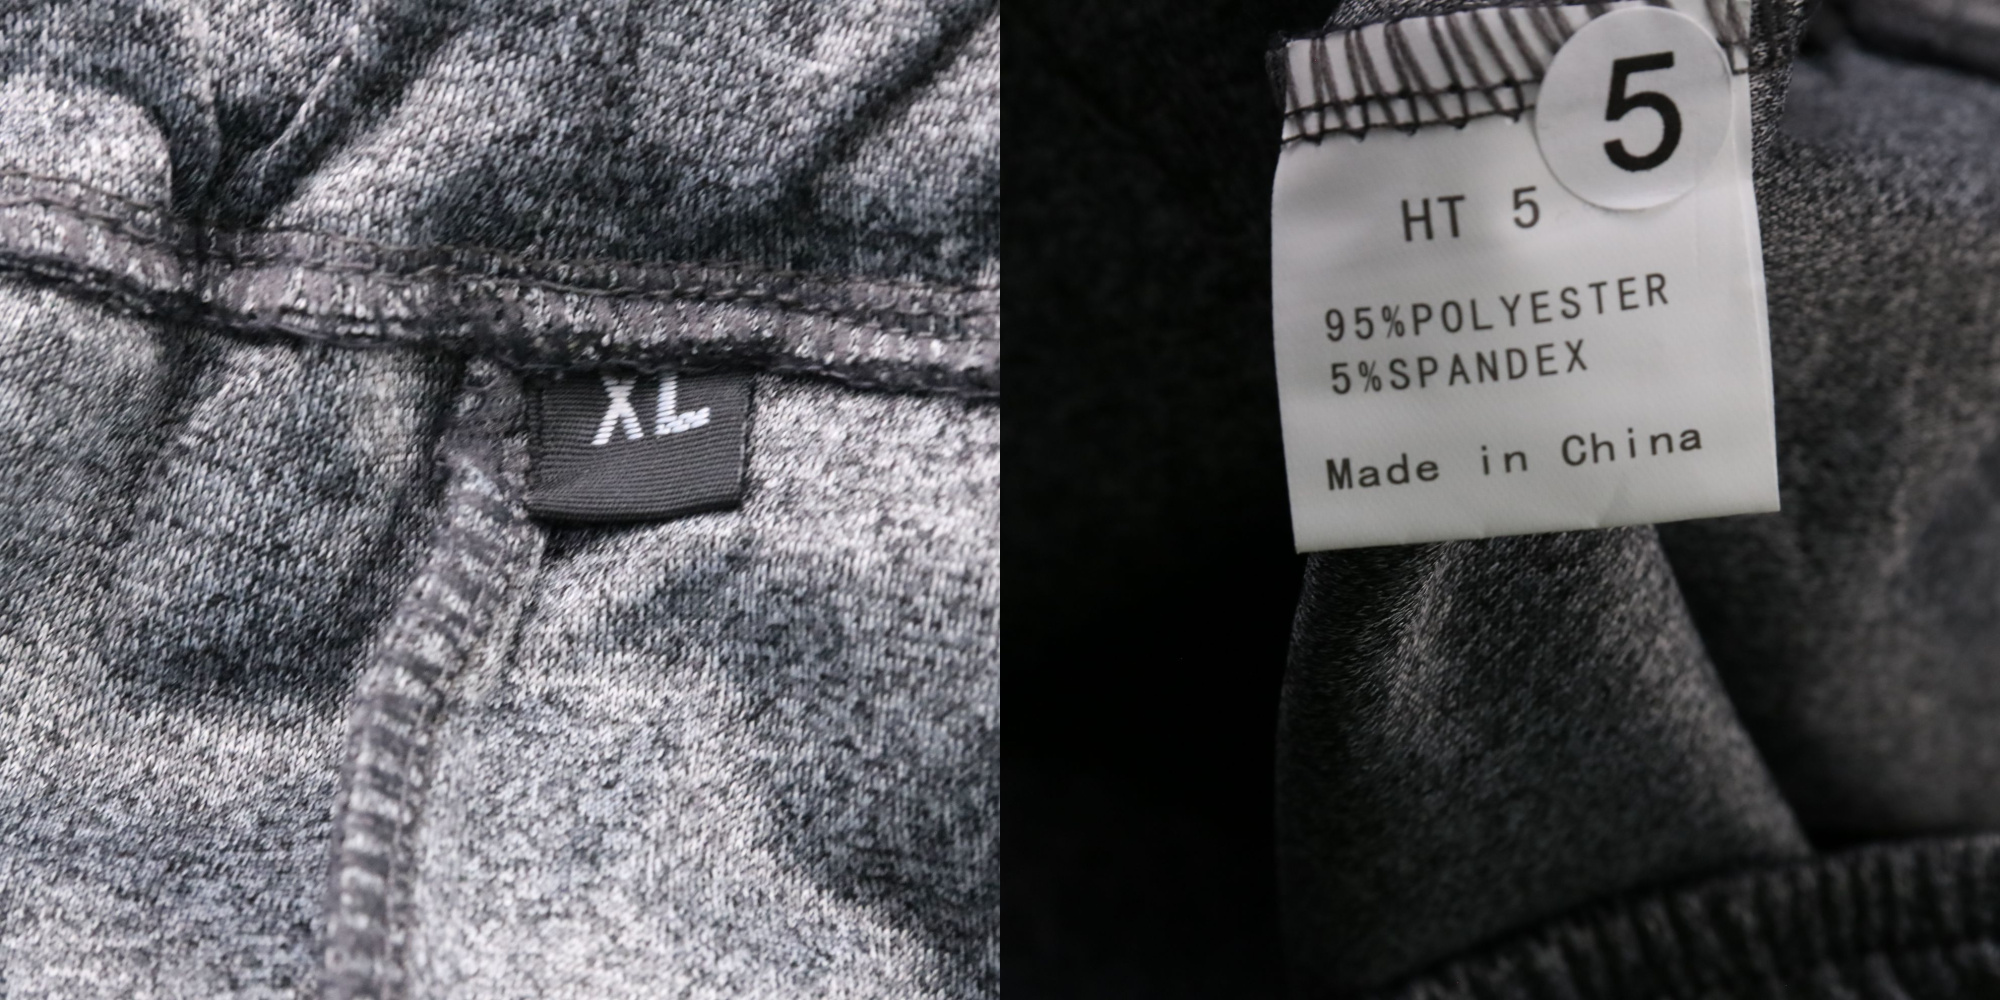 XL
5
HT 5
95%POLYESTER
5%SPANDEX
Made in China